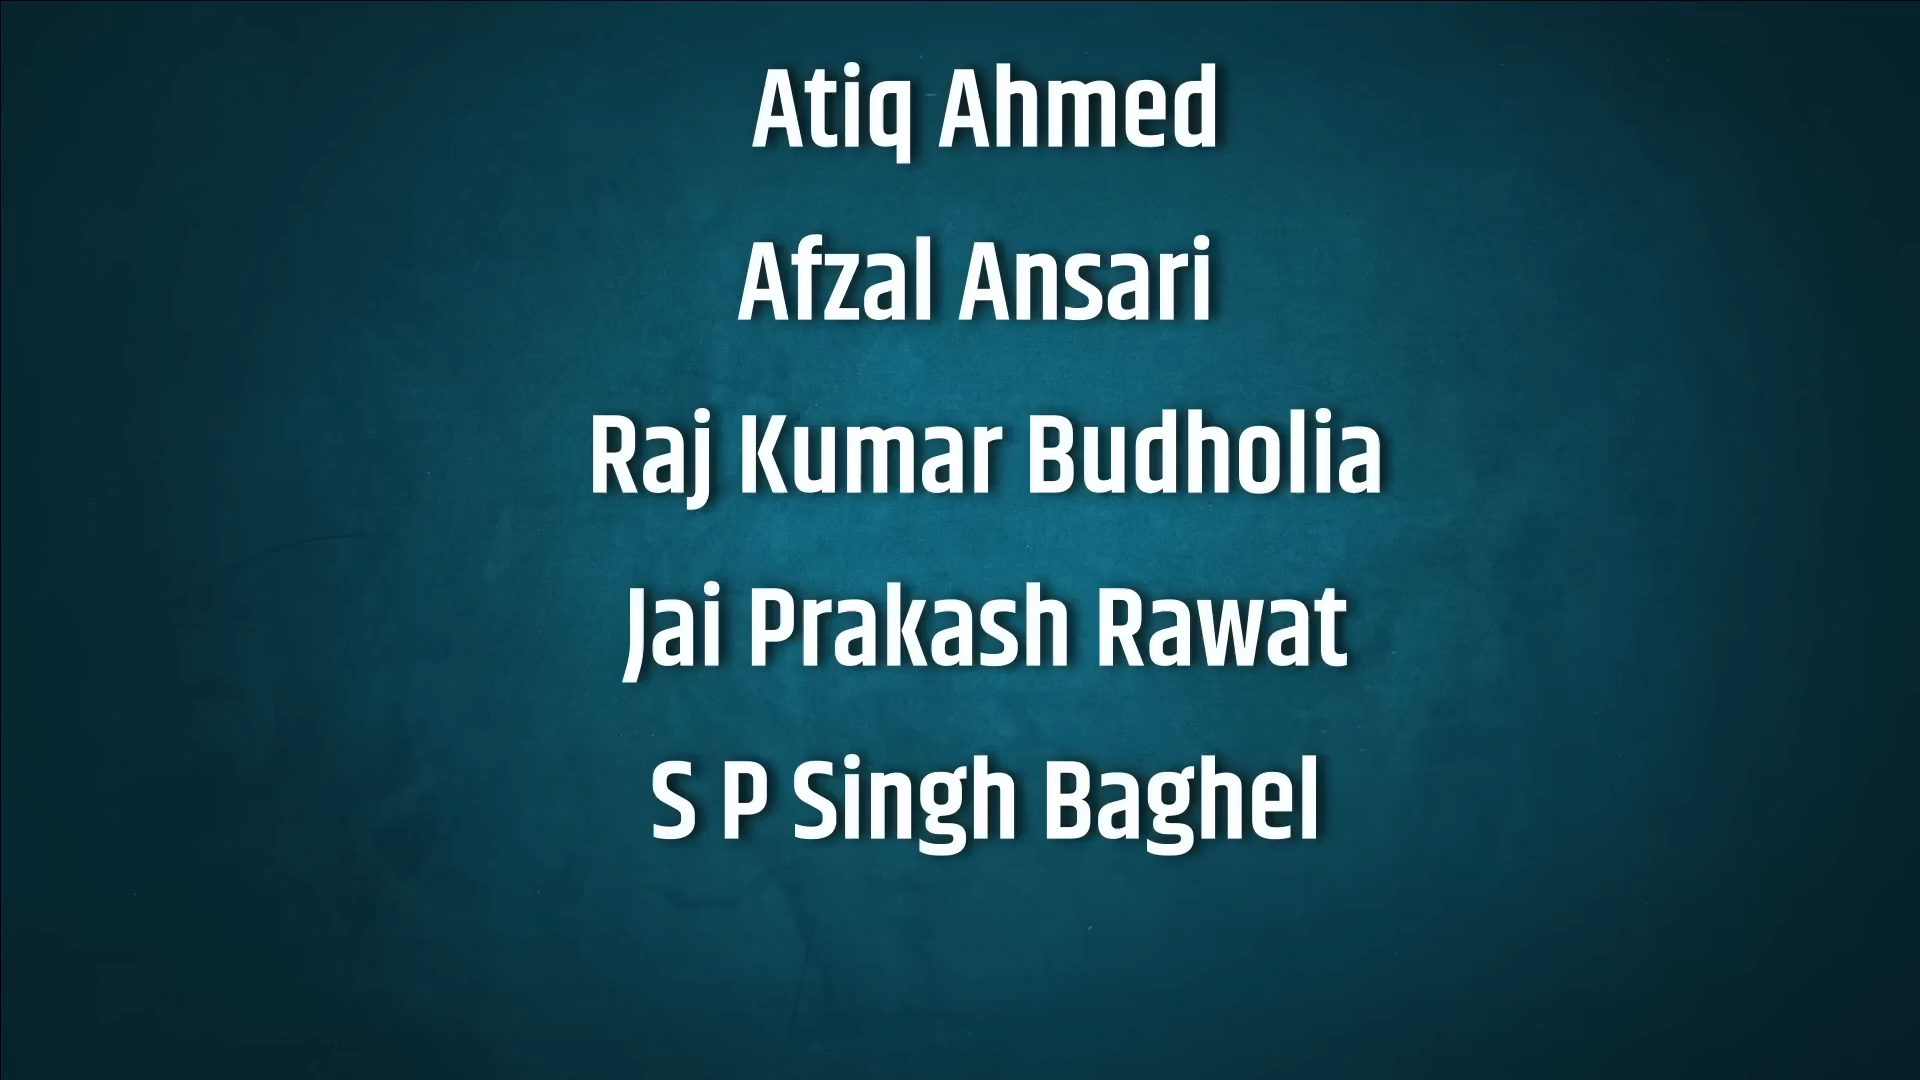 Atiq Ahmed
Afzal Ansari
Raj Kumar Budholia
Jai Prakash Rawat
S P Singh Baghel